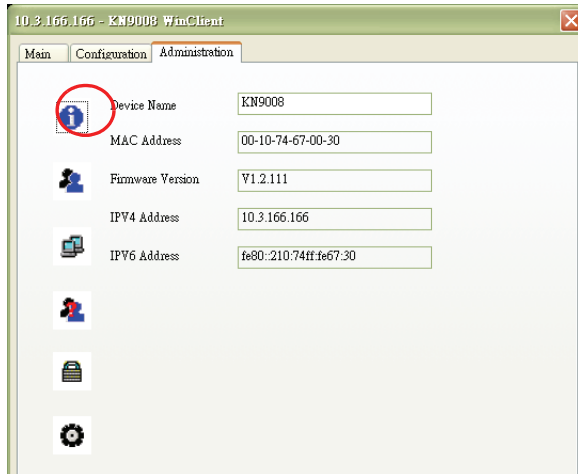 10.3.166.166 - KN9008 WinClient
Main Configuration Administration
Device Name KN9008
MAC Address 00-10-74-67-00-30
Firmware Version V1.2.111
IPV4 Address 10.3.166.166
IPV6 Address fe80::210:74ff:fe67:30